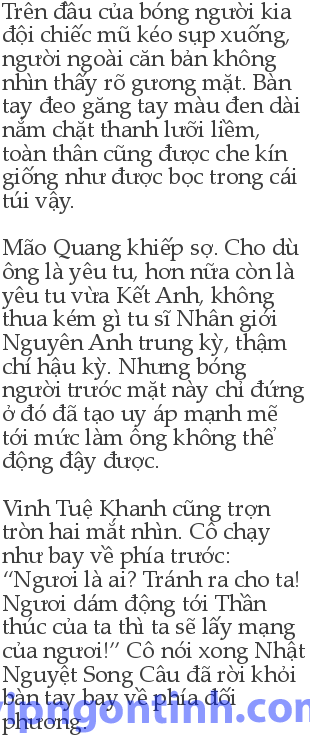 Trên đầu của bóng người kia
đội chiếc mũ kéo sụp xuống,
người ngoài căn bản không
nhìn thấy rõ gương mặt. Bàn
tay đeo găng tay màu đen dài
nắm chặt thanh lưỡi liềm,
toàn thân cũng được che kín
giống như được bọc trong cái
túi vậy.
Mão Quang khiếp sợ. Cho dù
ông là yêu tu, hơn nữa còn là
yêu tu vừa Kết Anh, không
thua kém gì tu sĩ Nhân giới
Nguyên Anh trung kỳ, thậm
chí hậu kỳ. Nhưng bóng
người trước mặt này chỉ đứng
ở đó đã tạo uy áp mạnh mẽ
tới mức làm ông không thể
động đậy được.
Vinh Tuệ Khanh cũng trợn
tròn hai mắt nhìn. Cô chạy
như bay về phía trước:
“Ngươi là ai? Tránh ra cho ta!
Ngươi dám động tới Thần
thúc của ta thì ta sẽ lấy mạng
của ngươi!” Cô nói xong Nhật
Nguyệt Song Câu đã rời khỏi
bàn tay bay về phía đối
phương.
vipngontinh.com